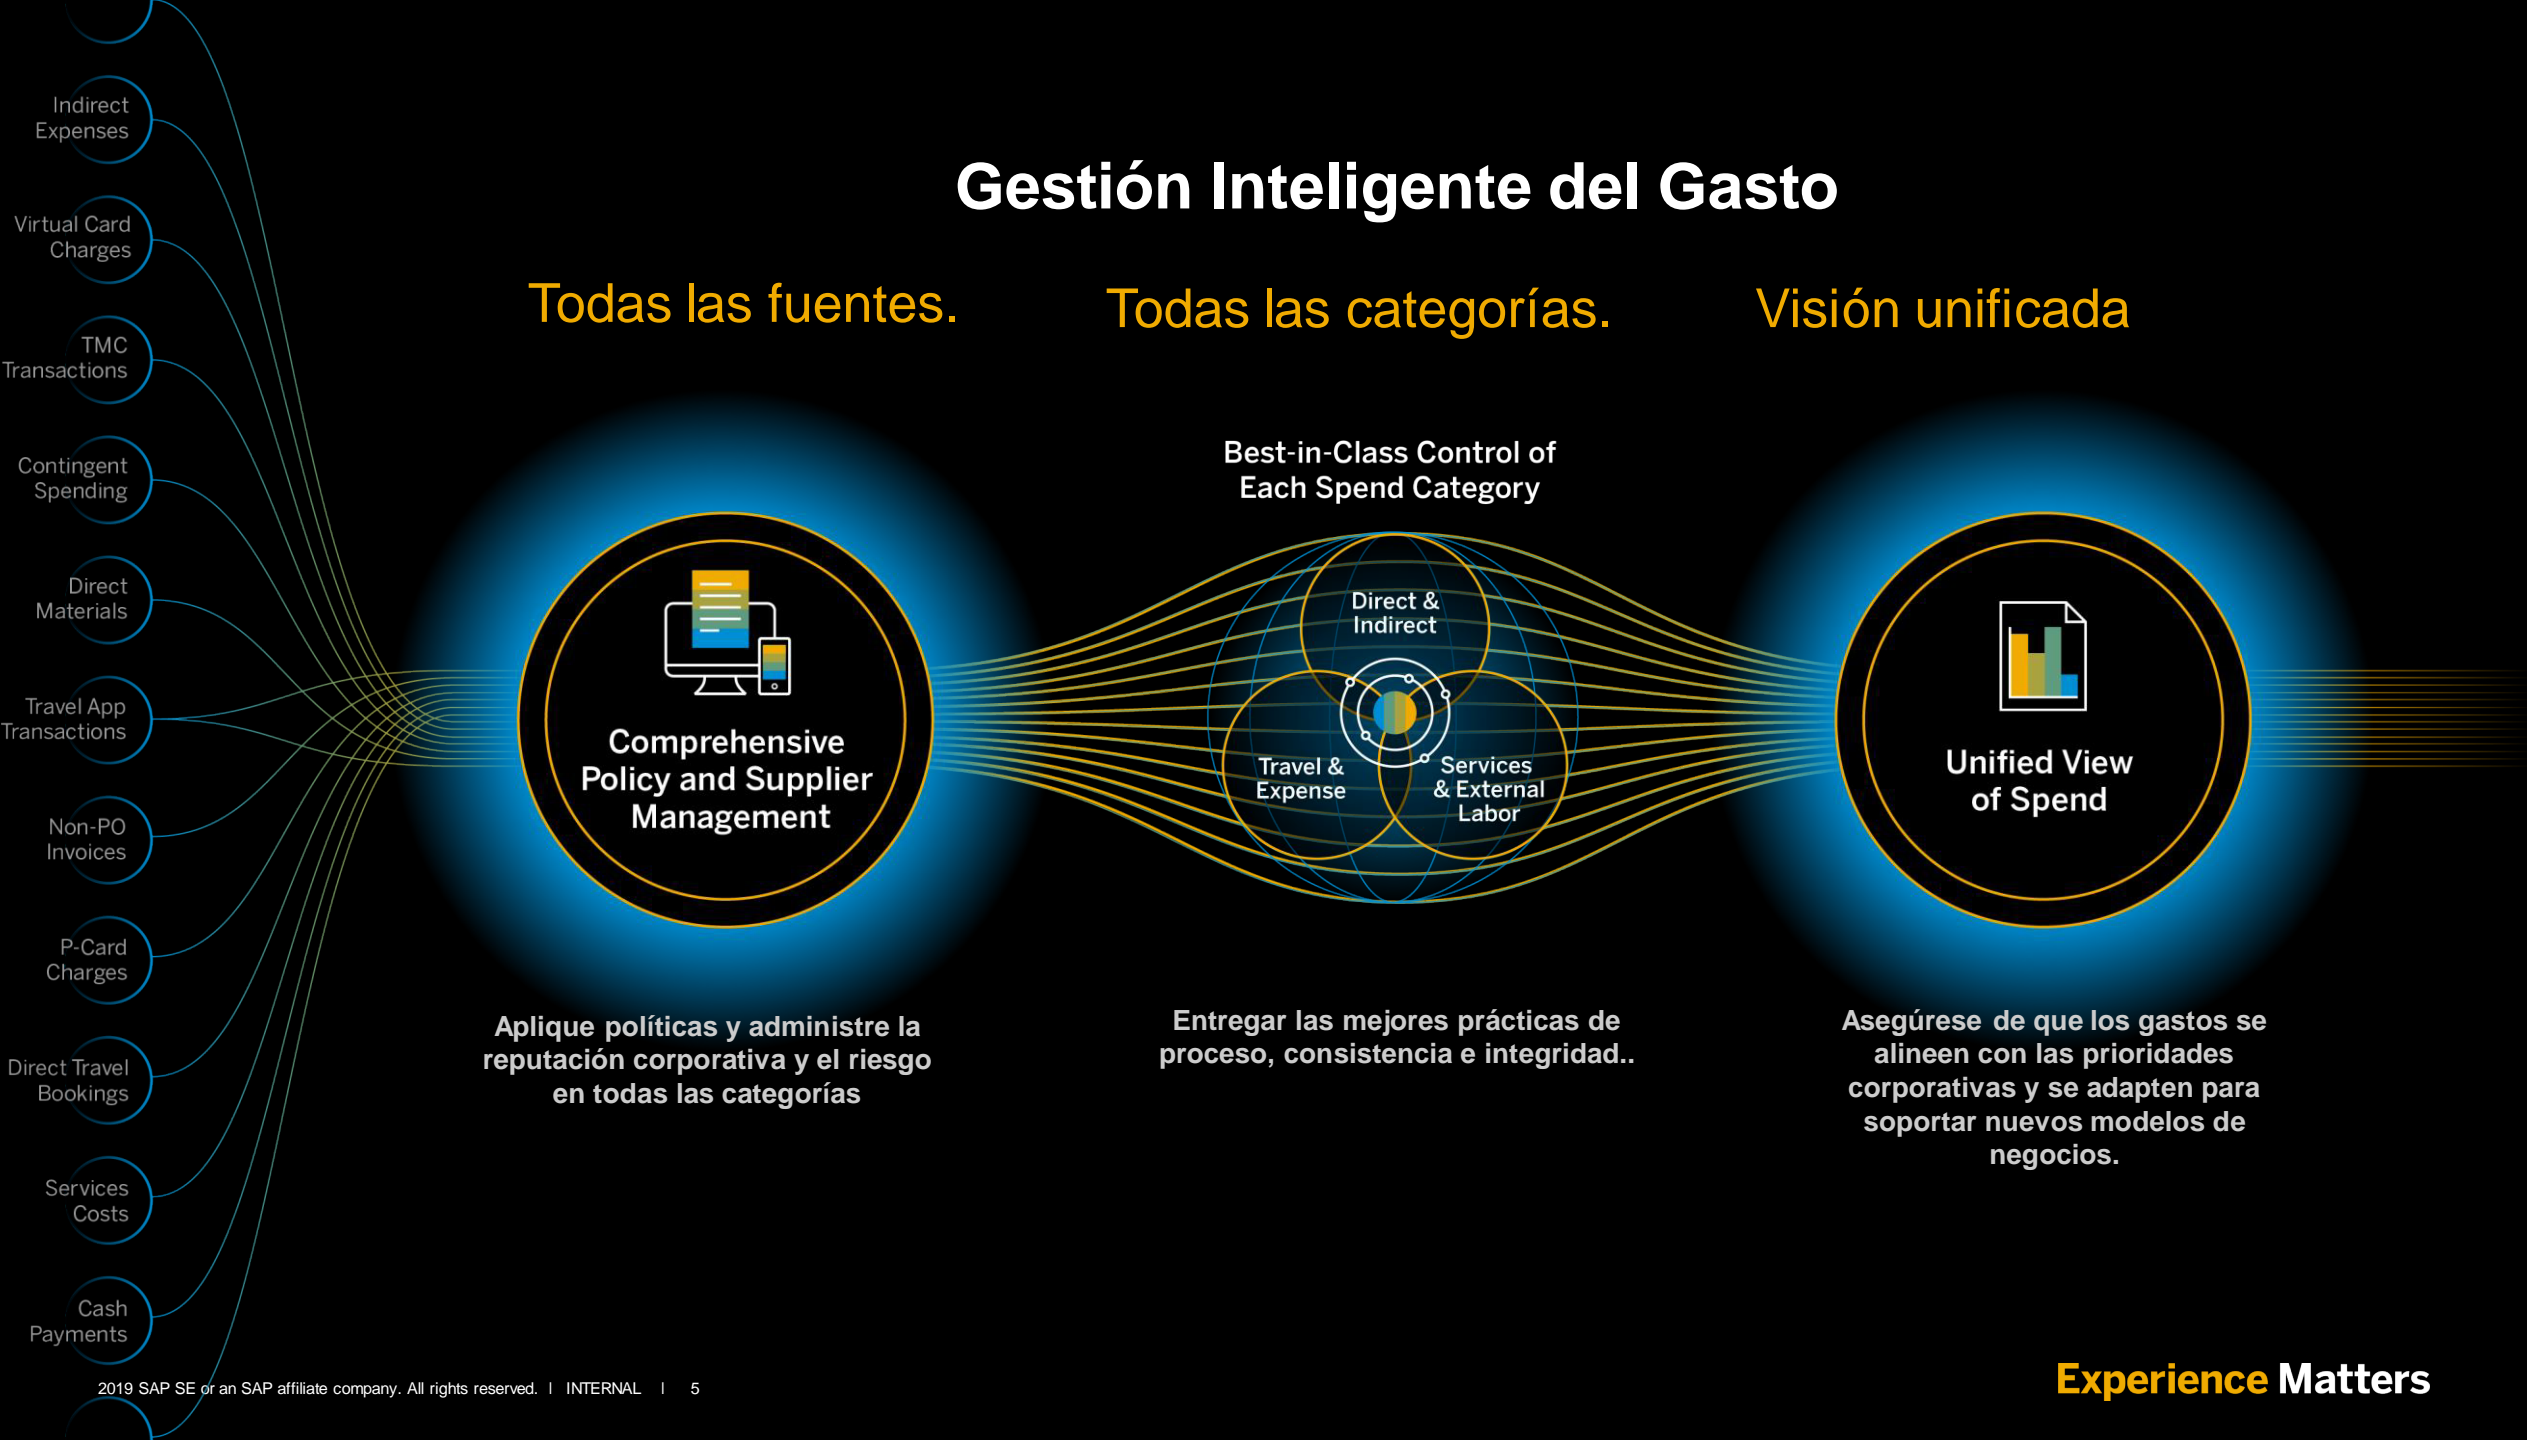 Indirect
Expenses
Virtual Card
Charges
TMC
Transactions
Contingent
Spending
Direct
Materials
Travel App
Transactions
Non-PO
Invoices
P-Card
Charges
Direct Travel
Bookings
Services
Costs
Cash
Payments
Gestión Inteligente del Gasto
Todas las fuentes.
Todas las categorías.
Visión unificada
Comprehensive
Policy and Supplier
Management
Best-in-Class Control of
Each Spend Category
Direct &
Indirect
Travel &
Expense
Services
& External
Labor
Unified View
of Spend
Aplique políticas y administre la
reputación corporativa y el riesgo
en todas las categorías
Entregar las mejores prácticas de
proceso, consistencia e integridad..
Asegúrese de que los gastos se
alineen con las prioridades
corporativas y se adapten para
soportar nuevos modelos de
negocios.
2019 SAP SE or an SAP affiliate company. All rights reserved. | INTERNAL | 5
Experience Matters